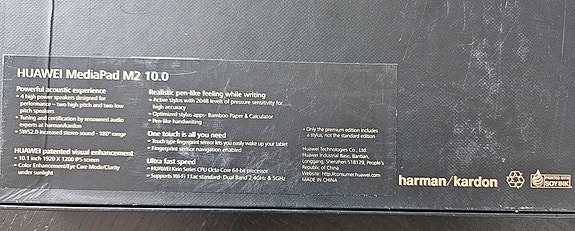 HUAWEI MediaPad M2 10.0
Powerful acoustic experience
- 4 high power speakers designed for
performance – two high pitch and two low
pitch speakers
- Tuning and certification by renowned audio
experts at harman/kardon
- SWS2.0 increased stereo sound - 180° range
HUAWEI patented visual enhancement
- 10.1 inch 1920 X 1200 IPS screen
- Color Enhancement/Eye Care Mode/Clarity
under sunlight
Realistic pen-like feeling while writing
- Active stylus with 2048 levels of pressure sensitivity for
high accuracy
- Optimized stylus apps- Bamboo Paper & Calculator
- Pen-like handwriting
One touch is all you need
- Touch type fingerprint sensor lets you easily wake up your tablet
- Fingerprint sensor navigation enabled
Ultra fast speed
- HUAWEI Kirin Series CPU Octa-Core 64-bit processor
- Supports Wi-Fi 11ac standard- Dual Band 2.4GHz & 5GHz
• Only the premium edition includes
a stylus, not the standard edition
Huawei Technologies Co., Ltd.
Huawei Industrial Base, Bantian,
Longgang, Shenzhen 518129, People's
Republic of China
Website: http://consumer.huawei.com
MADE IN CHINA
harman/kardon
PRINTED WITH
SOY INK